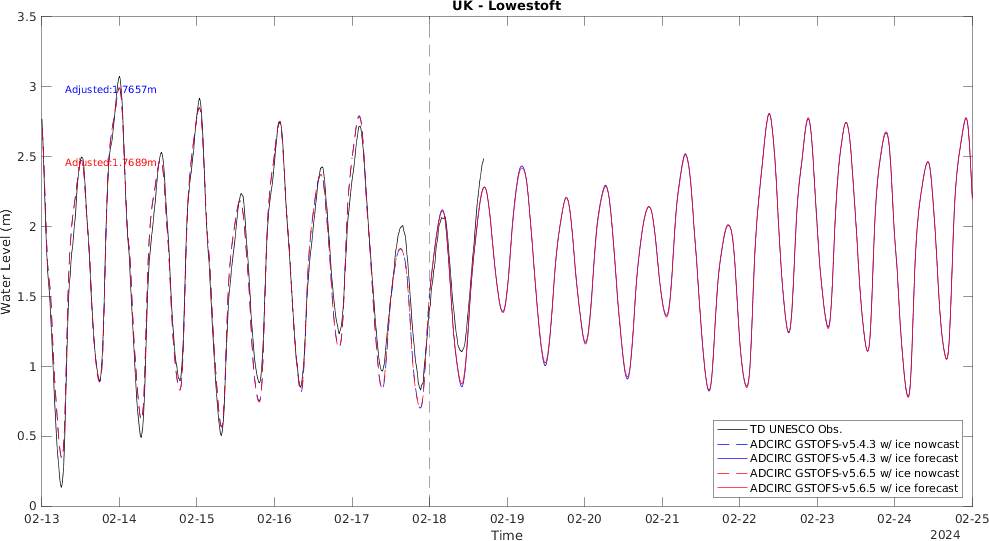 UK - Lowestoft
3.5
3
2.5
2
1.5
1
0.5
0
Water Level (m)
Adjusted:1.7657m
Adjusted:1.7689m
TD UNESCO Obs.
ADCIRC GSTOFS-v5.4.3 w/ ice nowcast
ADCIRC GSTOFS-v5.4.3 w/ ice forecast
ADCIRC GSTOFS-v5.6.5 w/ ice nowcast
ADCIRC GSTOFS-v5.6.5 w/ ice forecast
02-13 02-14 02-15 02-16 02-17 02-18 02-19 02-20 02-21 02-22 02-23 02-24 02-25
Time
2024